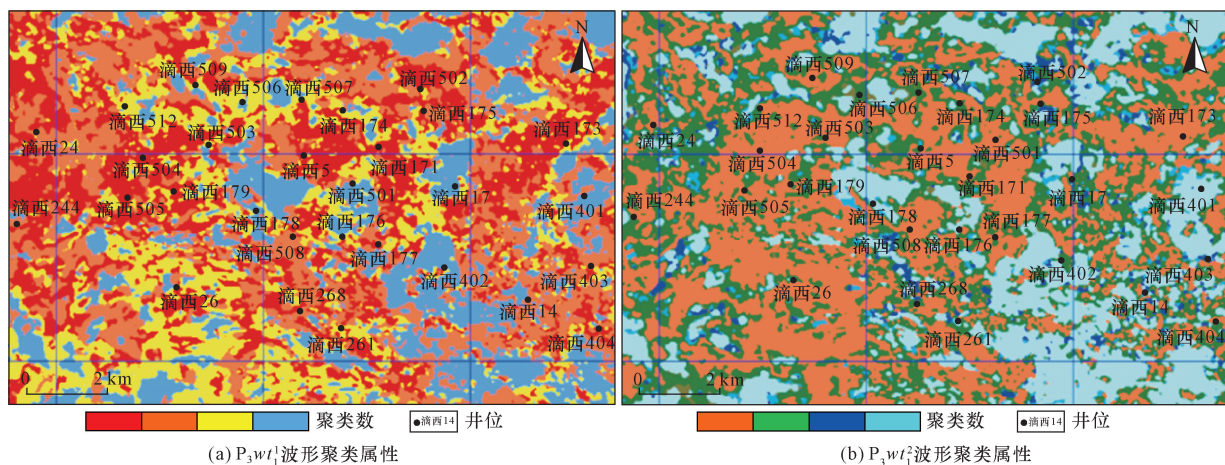 N
滴西509
滴西506
滴西507
滴西502
滴西512
滴西503
滴西174
滴西175
滴西24
滴西173
滴西504
滴西5
滴西171
滴西179
滴西501
滴西17
滴西244
滴西505
滴西178
滴西176
滴西401
滴西508
滴西177
滴西402
滴西403
滴西26
滴西268
滴西14
滴西261
滴西404
0 2 km
聚类数 滴西14 井位
(a) P₃wt₁¹波形聚类属性
N
滴西509
滴西507
滴西502
滴西506
滴西512
滴西503
滴西174
滴西175
滴西173
滴西24
滴西504
滴西5
滴西501
滴西179
滴西171
滴西17
滴西244
滴西505
滴西178
滴西177
滴西401
滴西508
滴西176
滴西402
滴西403
滴西26
滴西268
滴西14
滴西261
滴西404
0 2 km
聚类数 滴西14 井位
(b) P₃wt₁²波形聚类属性